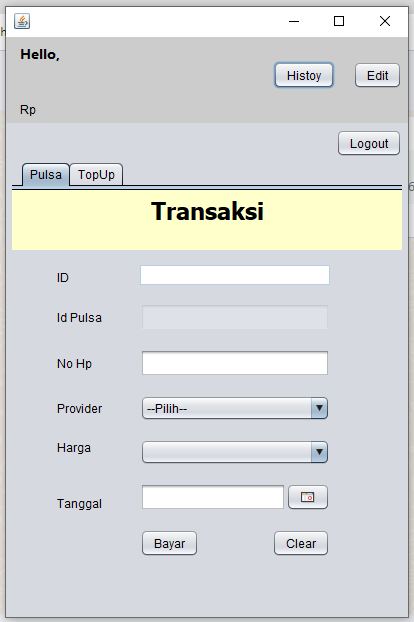 Hello,
Histoy Edit
Rp
Logout
Pulsa TopUp
Transaksi
ID
Id Pulsa
No Hp
Provider --Pilih--
Harga
Tanggal
Bayar Clear